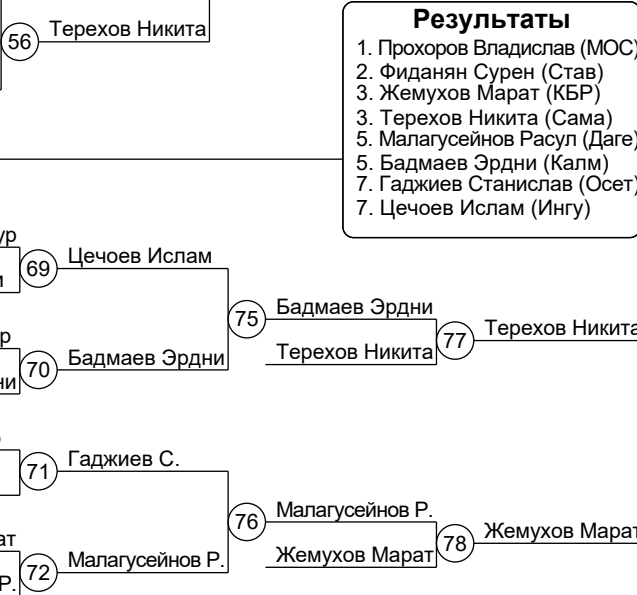 56
Терехов Никита
Результаты
1. Прохоров Владислав (МОС)
2. Фиданян Сурен (Став)
3. Жемухов Марат (КБР)
3. Терехов Никита (Сама)
5. Малагусейнов Расул (Даге)
5. Бадмаев Эрдни (Калм)
7. Гаджиев Станислав (Осет)
7. Цечоев Ислам (Ингу)
69
Цечоев Ислам
75
Бадмаев Эрдни
Терехов Никита
77
Терехов Никита
70
Бадмаев Эрдни
71
Гаджиев С.
76
Малагусейнов Р.
Жемухов Марат
78
Жемухов Марат
72
Малагусейнов Р.
Р.